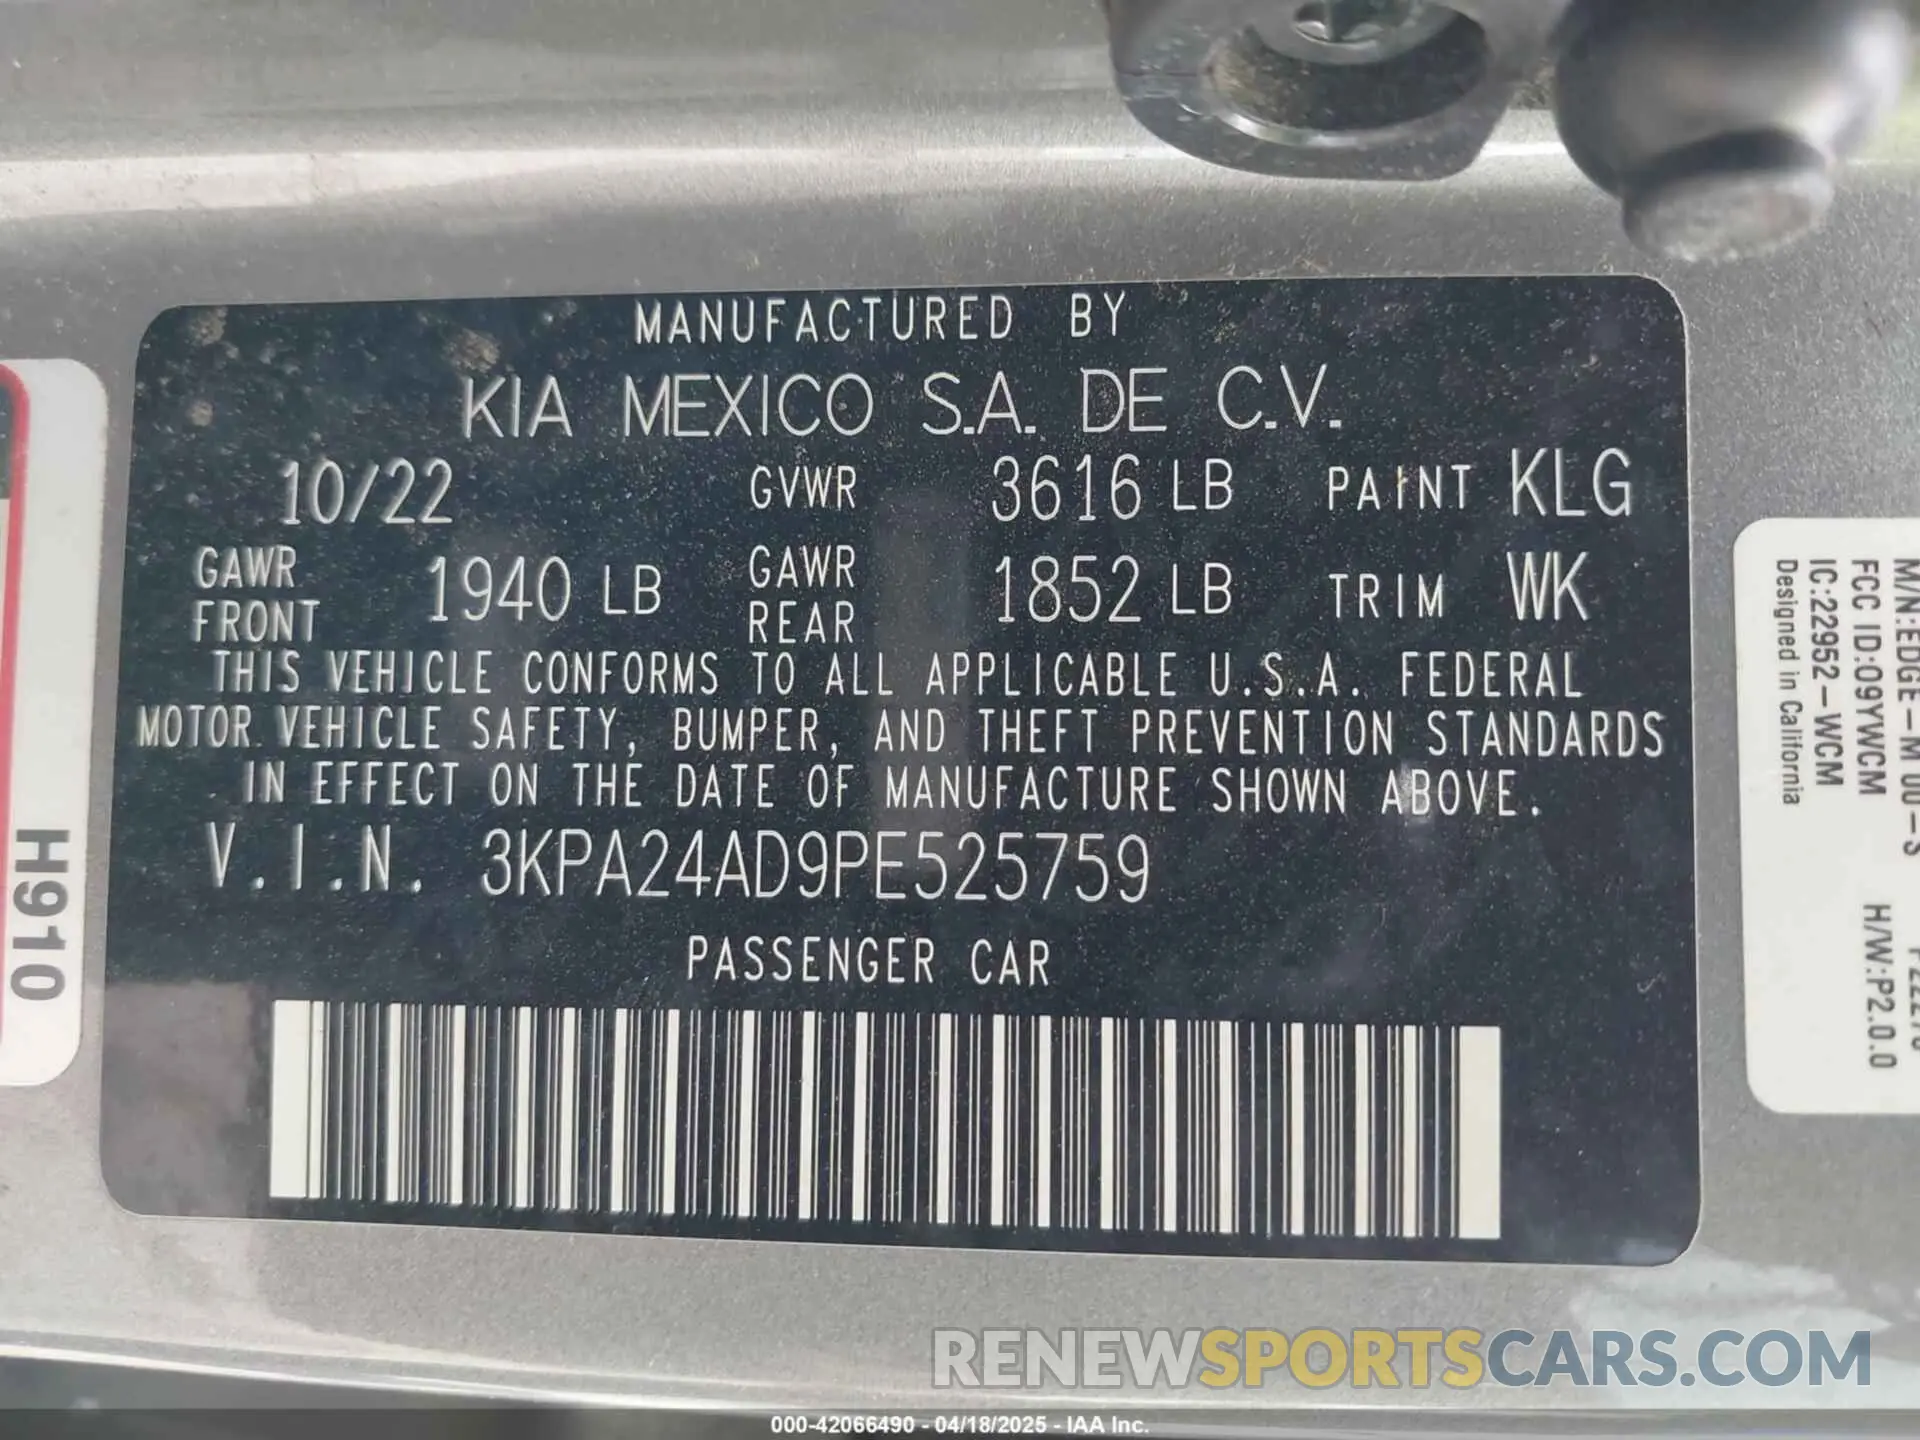 MANUFACTURED BY
KIA MEXICO S.A. DE C.V.
10/22 GVWR 3616 LB PAINT KLG
GAWR FRONT 1940 LB GAWR REAR 1852 LB TRIM WK
THIS VEHICLE CONFORMS TO ALL APPLICABLE U.S.A. FEDERAL
MOTOR VEHICLE SAFETY, BUMPER, AND THEFT PREVENTION STANDARDS
IN EFFECT ON THE DATE OF MANUFACTURE SHOWN ABOVE.
V.I.N. 3KPA24AD9PE525759
PASSENGER CAR
H910
M/N:EDGE-M 00-S
FCC ID:O9YWCM H/W:P2.0.0
IC:22952-WCM
Designed in California
RENEWSPORTSCARS.COM
000-42066490 - 04/18/2025 - IAA Inc.